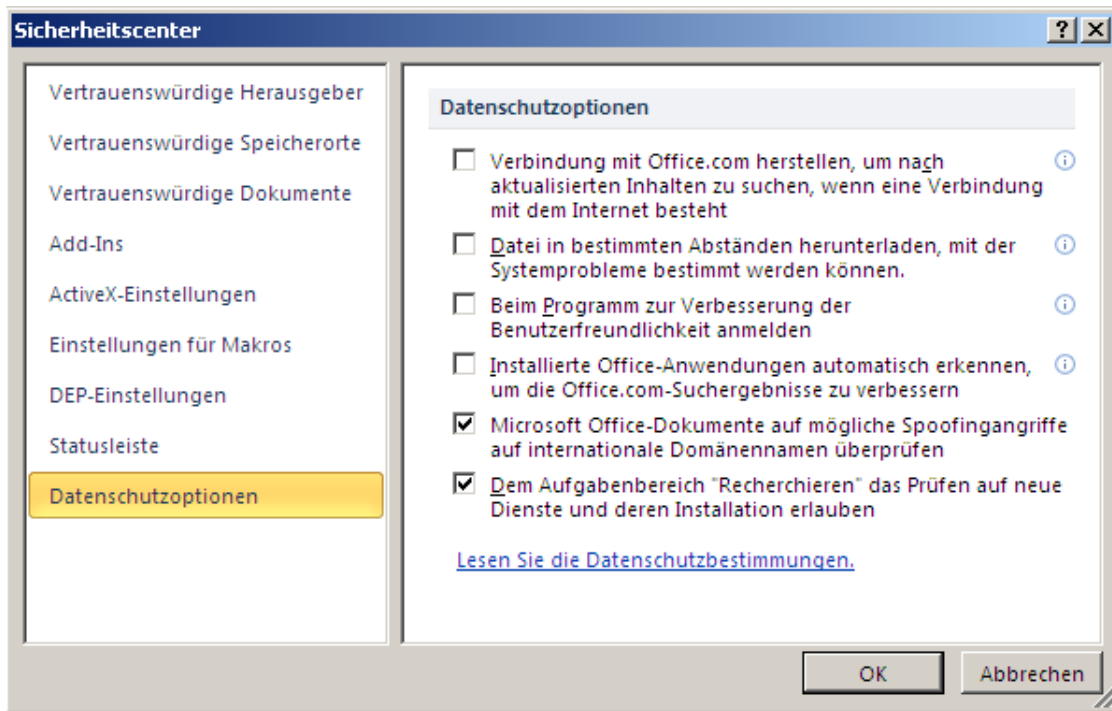 Sicherheitscenter
Vertrauenswürdige Herausgeber
Vertrauenswürdige Speicherorte
Vertrauenswürdige Dokumente
Add-Ins
ActiveX-Einstellungen
Einstellungen für Makros
DEP-Einstellungen
Statusleiste
Datenschutzoptionen
Datenschutzoptionen
Verbindung mit Office.com herstellen, um nach
aktualisierten Inhalten zu suchen, wenn eine Verbindung
mit dem Internet besteht
Datei in bestimmten Abständen herunterladen, mit der
Systemprobleme bestimmt werden können.
Beim Programm zur Verbesserung der
Benutzerfreundlichkeit anmelden
Installierte Office-Anwendungen automatisch erkennen,
um die Office.com-Suchergebnisse zu verbessern
Microsoft Office-Dokumente auf mögliche Spoofingangriffe
auf internationale Domänennamen überprüfen
Dem Aufgabenbereich "Recherchieren" das Prüfen auf neue
Dienste und deren Installation erlauben
Lesen Sie die Datenschutzbestimmungen.
OK
Abbrechen